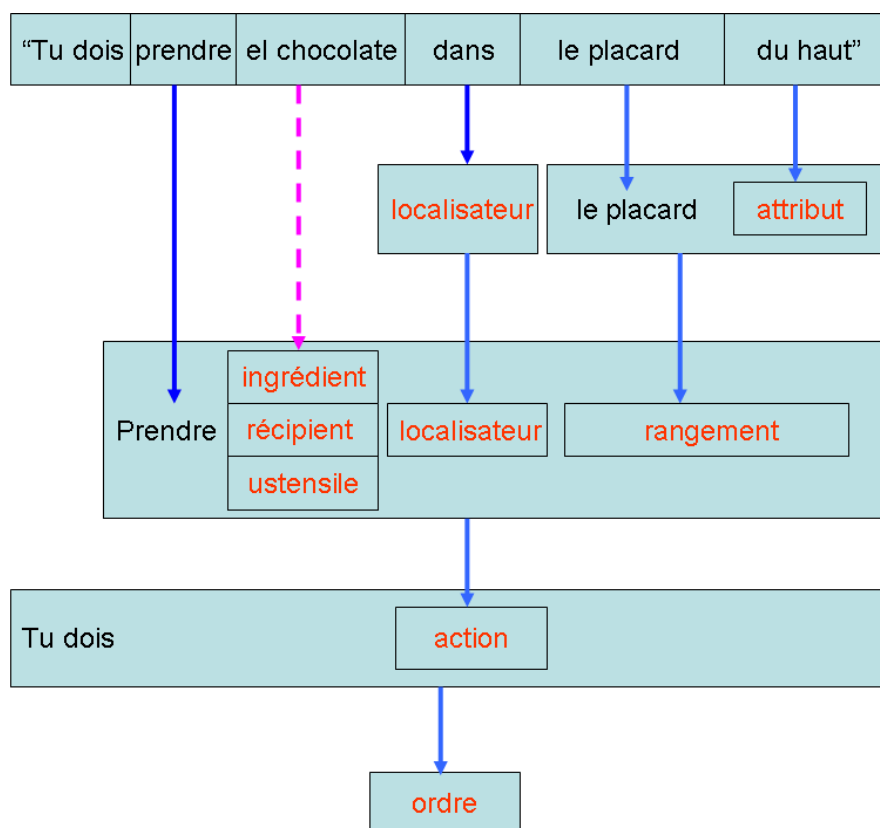 “Tu dois prendre el chocolate dans le placard du haut”
localisateur le placard attribut
ingrédient
Prendre récipient localisateur rangement
ustensile
Tu dois action
ordre